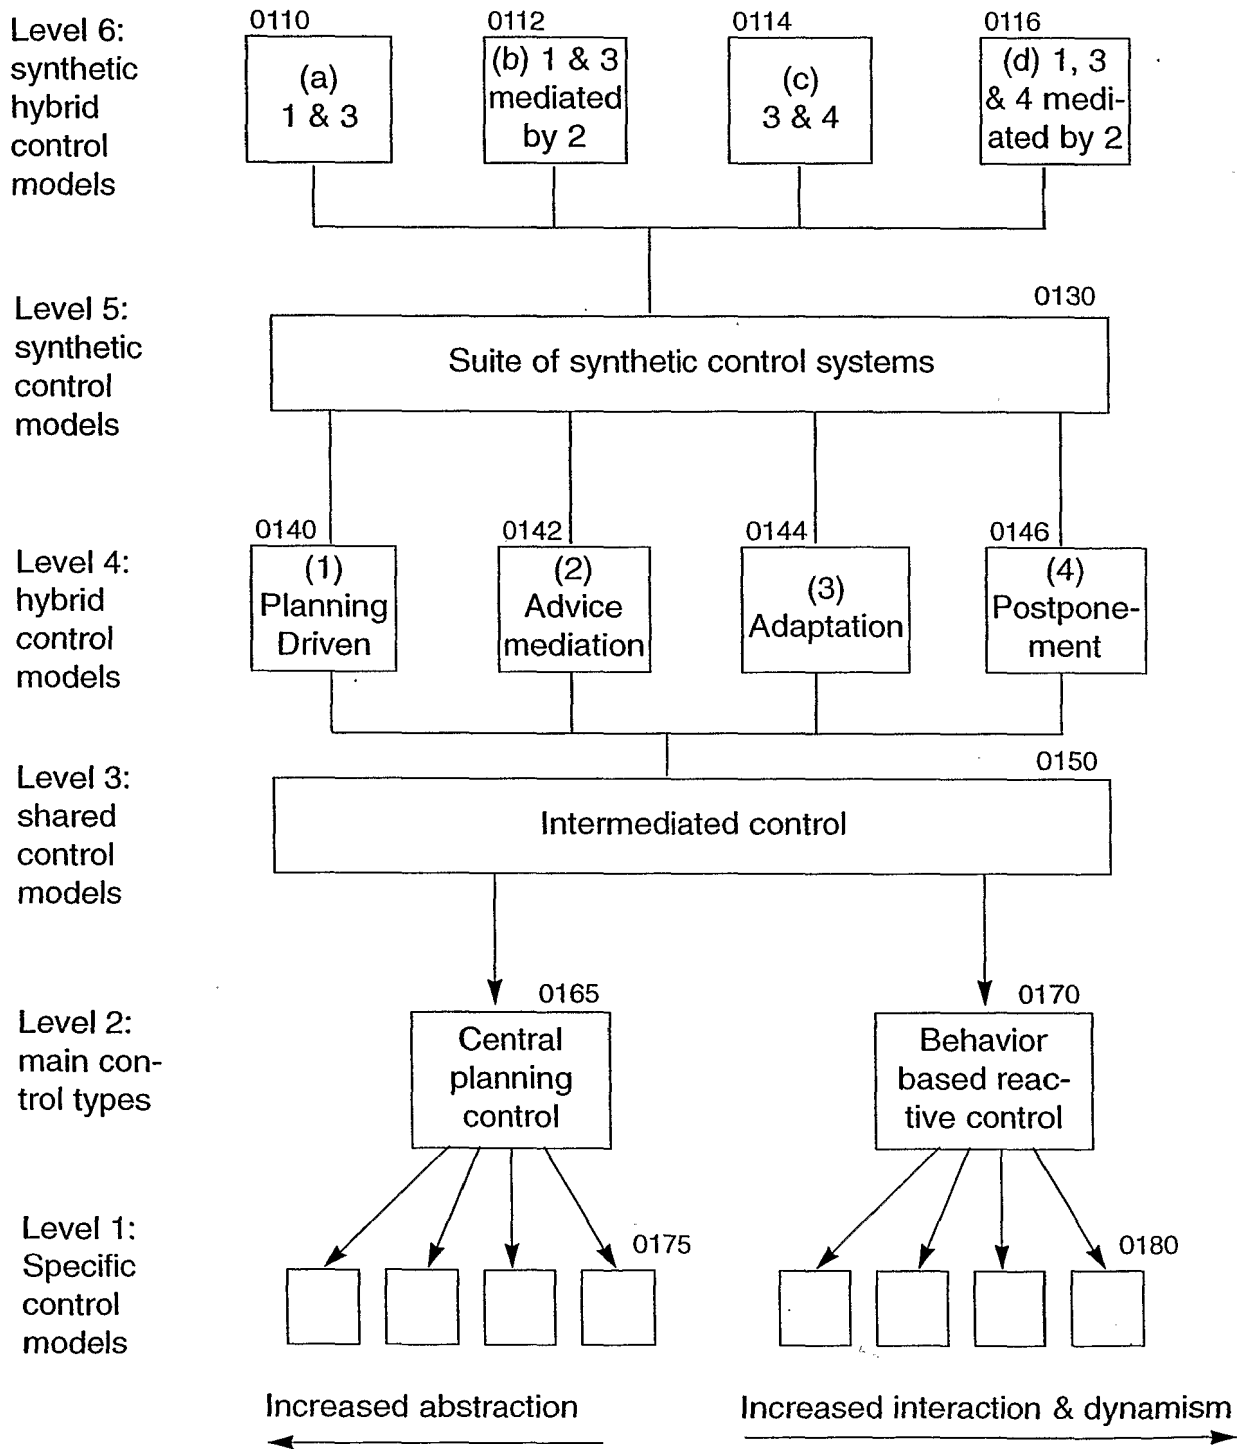 Level 6:
synthetic
hybrid
control
models
0110
(a)
1 & 3
0112
(b) 1 & 3
mediated
by 2
0114
(c)
3 & 4
0116
(d) 1, 3
& 4 medi-
ated by 2
Level 5:
synthetic
control
models
0130
Suite of synthetic control systems
Level 4:
hybrid
control
models
0140
(1)
Planning
Driven
0142
(2)
Advice
mediation
0144
(3)
Adaptation
0146
(4)
Postpone-
ment
Level 3:
shared
control
models
0150
Intermediated control
Level 2:
main con-
trol types
0165
Central
planning
control
0170
Behavior
based reac-
tive control
Level 1:
Specific
control
models
0175
0180
Increased abstraction
Increased interaction & dynamism